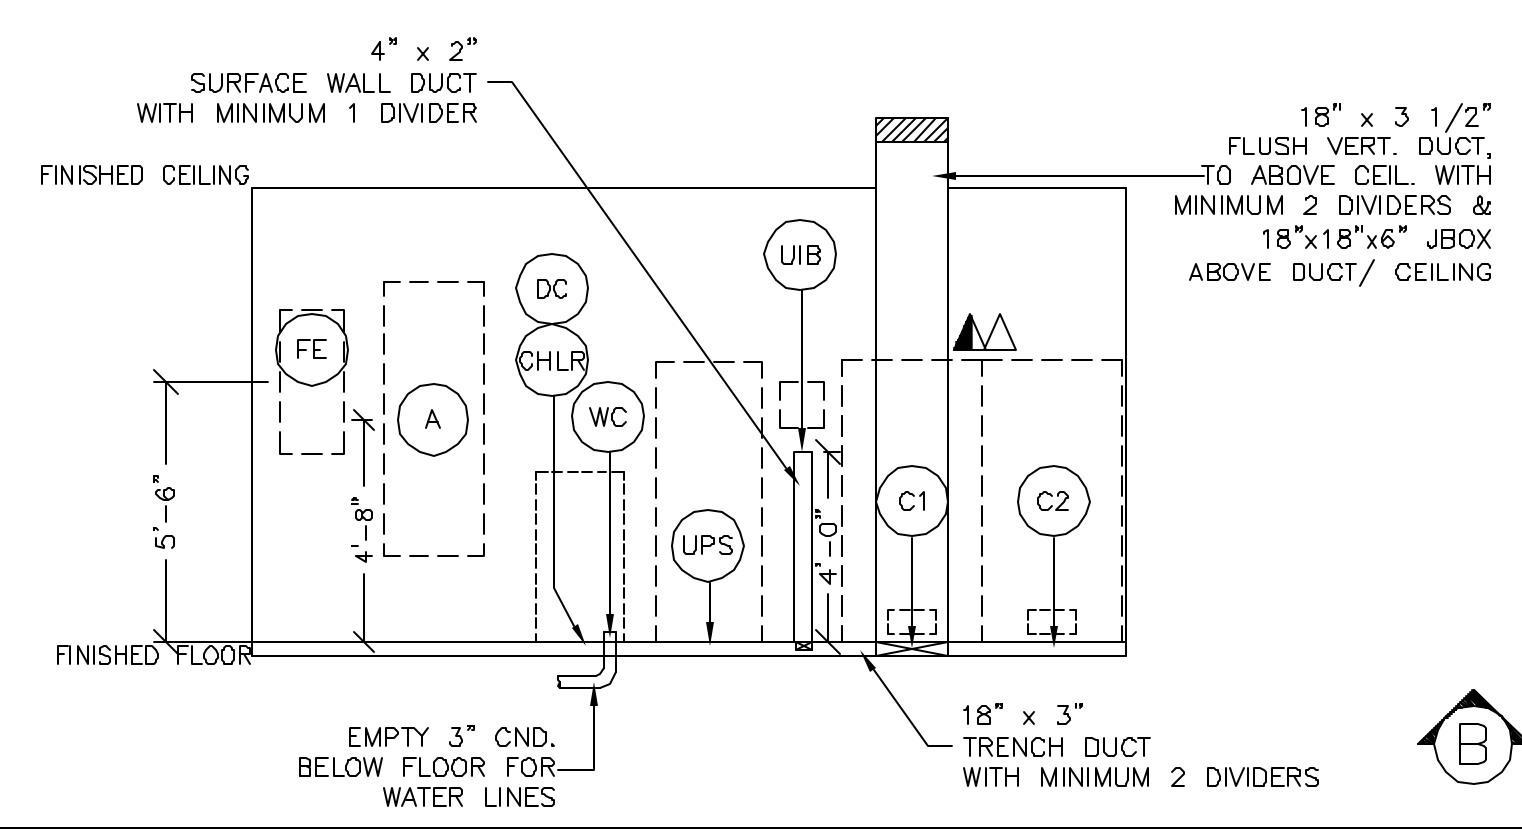 4" x 2"
SURFACE WALL DUCT
WITH MINIMUM 1 DIVIDER
18" x 3 1/2"
FLUSH VERT. DUCT,
TO ABOVE CEIL. WITH
MINIMUM 2 DIVIDERS &
18"x18"x6" JBOX
ABOVE DUCT/ CEILING
FINISHED CEILING
UIB
DC
FE
CHLR
A
WC
5'-6"
4'-8"
UPS
4'-0"
C1
C2
FINISHED FLOOR
EMPTY 3" CND.
BELOW FLOOR FOR
WATER LINES
18" x 3"
TRENCH DUCT
WITH MINIMUM 2 DIVIDERS
B